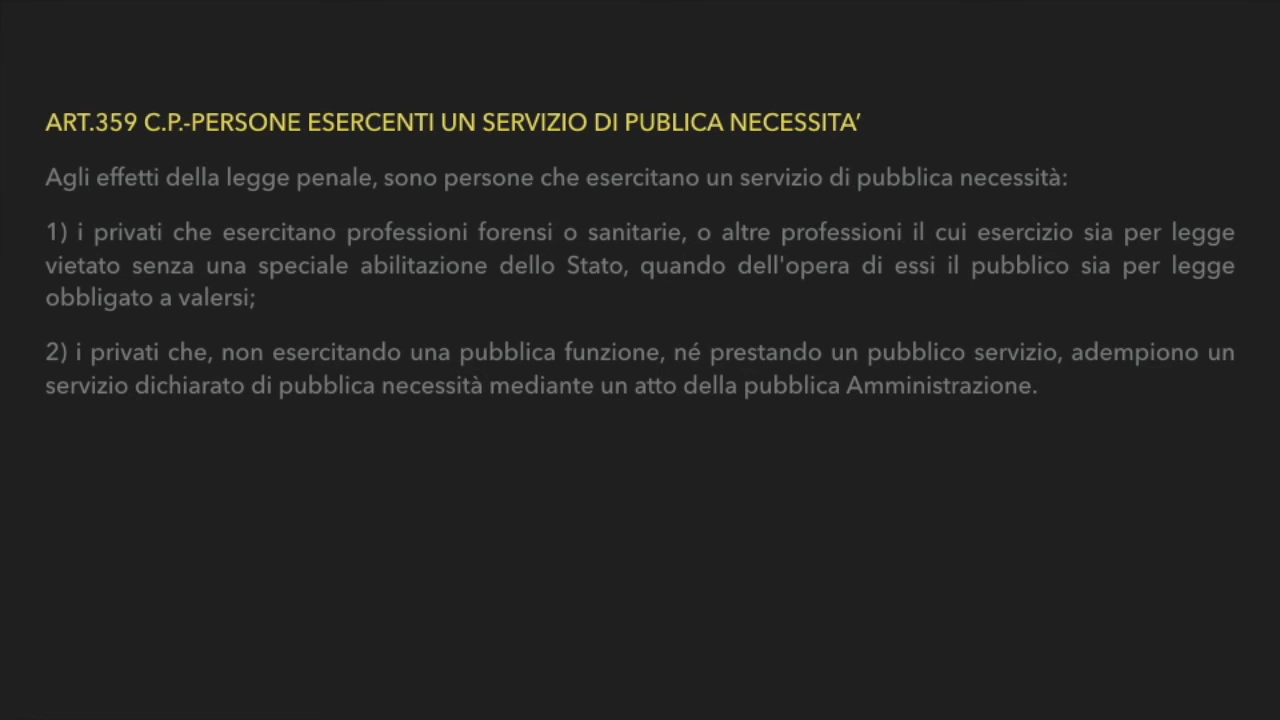 ART.359 C.P.-PERSONE ESERCENTI UN SERVIZIO DI PUBLICA NECESSITA’
Agli effetti della legge penale, sono persone che esercitano un servizio di pubblica necessità:
1) i privati che esercitano professioni forensi o sanitarie, o altre professioni il cui esercizio sia per legge
vietato senza una speciale abilitazione dello Stato, quando dell'opera di essi il pubblico sia per legge
obbligato a valersi;
2) i privati che, non esercitando una pubblica funzione, né prestando un pubblico servizio, adempiono un
servizio dichiarato di pubblica necessità mediante un atto della pubblica Amministrazione.